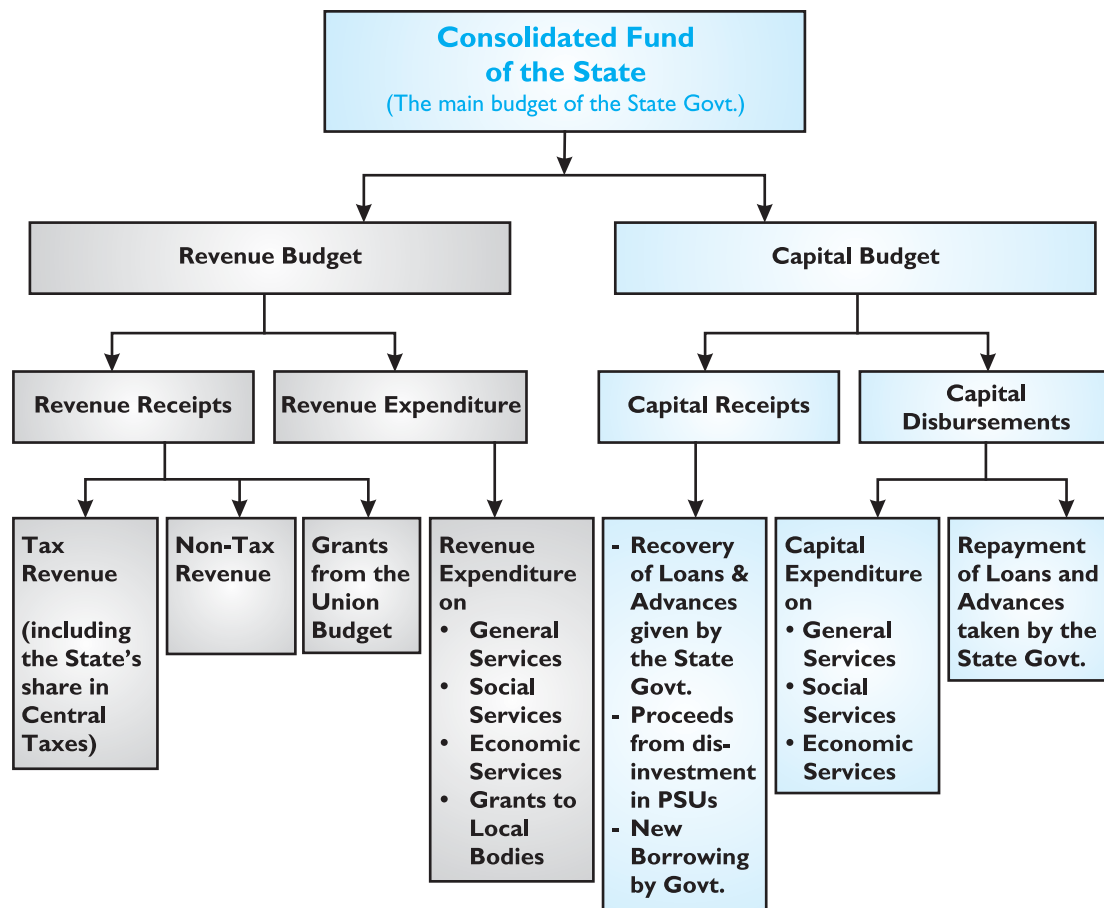 Consolidated Fund
of the State
(The main budget of the State Govt.)
Revenue Budget
Capital Budget
Revenue Receipts
Revenue Expenditure
Capital Receipts
Capital
Disbursements
Tax
Revenue
(including
the State’s
share in
Central
Taxes)
Non-Tax
Revenue
Grants
from the
Union
Budget
Revenue
Expenditure
on
• General
Services
• Social
Services
• Economic
Services
• Grants to
Local
Bodies
- Recovery
of Loans &
Advances
given by
the State
Govt.
- Proceeds
from dis-
investment
in PSUs
- New
Borrowing
by Govt.
Capital
Expenditure
on
• General
Services
• Social
Services
• Economic
Services
Repayment
of Loans and
Advances
taken by the
State Govt.